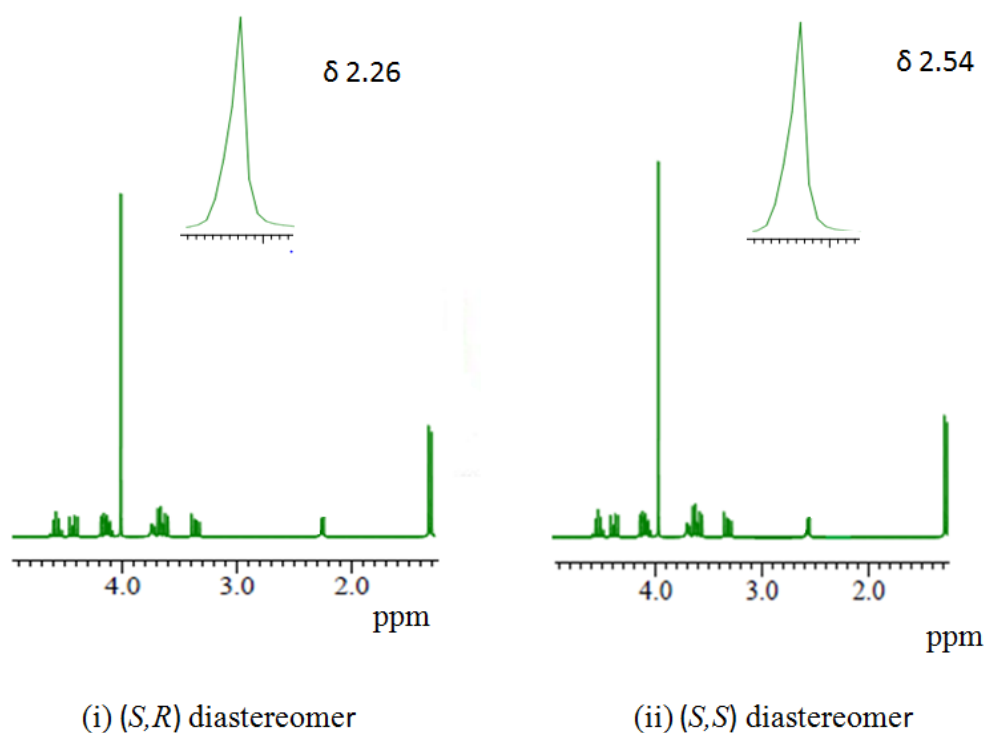 δ 2.26
δ 2.54
4.0 3.0 2.0
ppm
4.0 3.0 2.0
ppm
(i) (S,R) diastereomer
(ii) (S,S) diastereomer